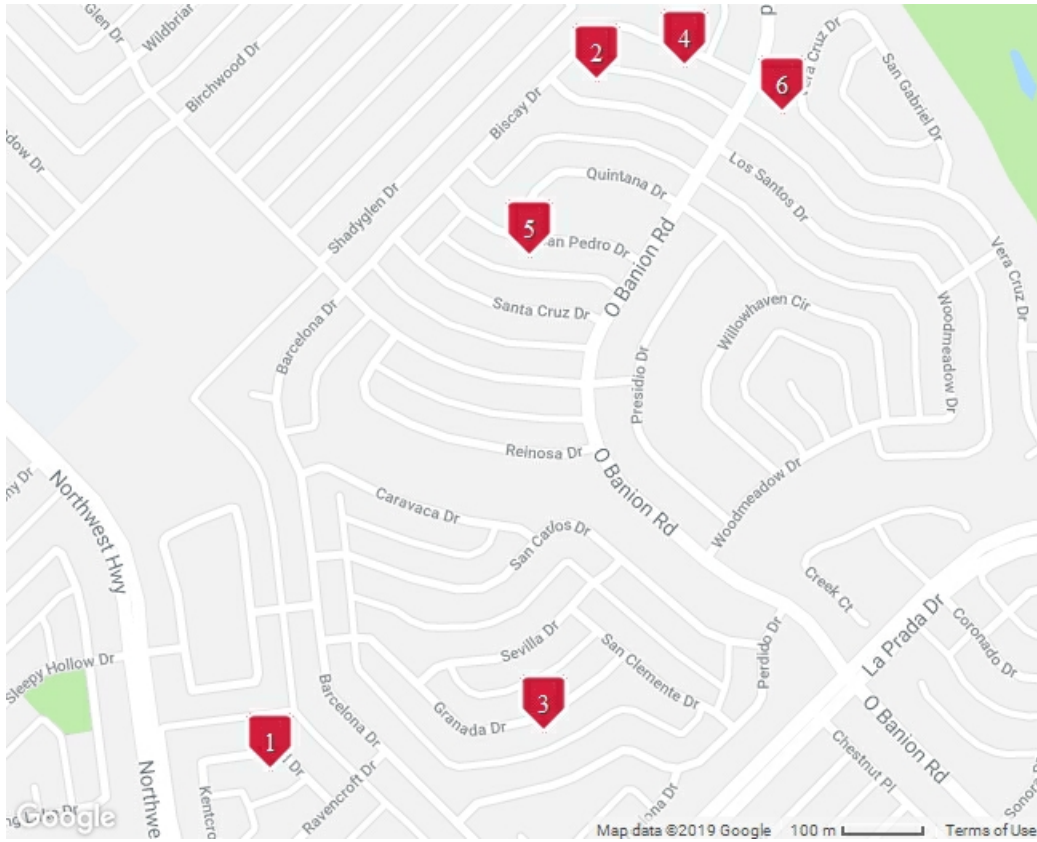 Glen Dr
Wildbriar
Birchwood Dr
2
4
6
Vera Cruz Dr
San Gabriel Dr
Biscay Dr
Los Santos Dr
Quintana Dr
Shadyglen Dr
5
an Pedro Dr
O Banion Rd
Vera Cruz Dr
Santa Cruz Dr
Willowhaven Cir
Woodmeadow Dr
Barcelona Dr
Presidio Dr
Reinosa Dr
O Banion Rd
Woodmeadow Dr
Northwest Hwy
Caravaca Dr
San Carlos Dr
Creek Ct
La Prada Dr
Coronado Dr
Sevilla Dr
San Clemente Dr
Perdido Dr
Sleepy Hollow Dr
Barcelona Dr
Granada Dr
3
1
O Banion Rd
Chestnut Pl
Ravencroft Dr
Northwe
Kentcro
Sonora
Google
Map data ©2019 Google 100 m Terms of Use